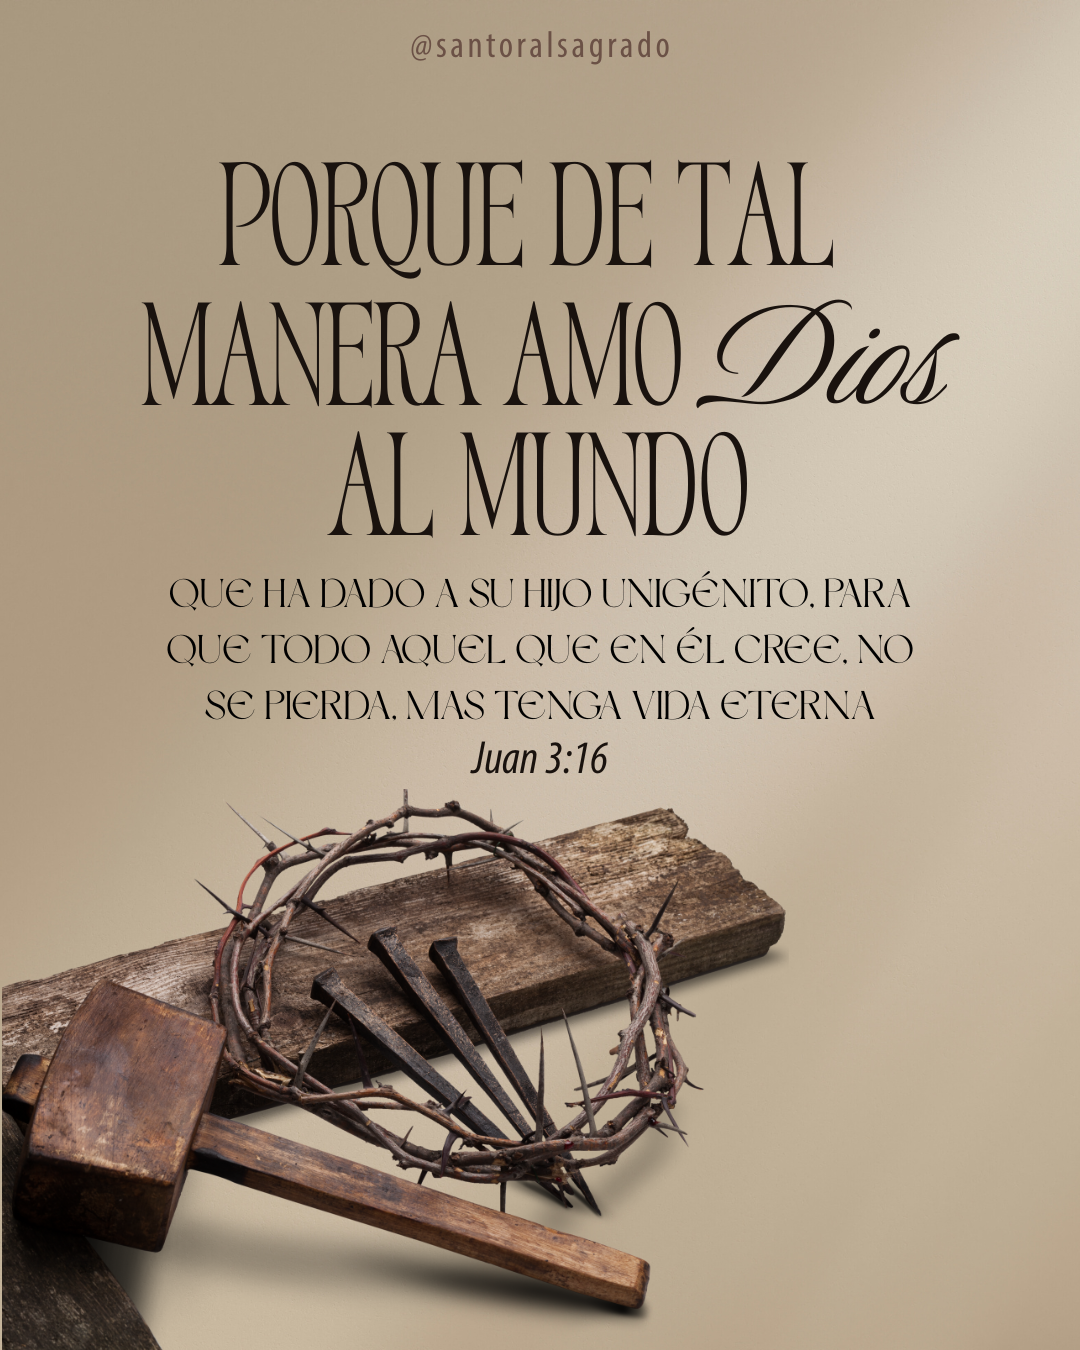 @santoralsagrado
PORQUE DE TAL
MANERA AMO Dios
AL MUNDO
QUE HA DADO A SU HIJO UNIGÉNITO, PARA
QUE TODO AQUEL QUE EN ÉL CREE, NO
SE PIERDA, MAS TENGA VIDA ETERNA
Juan 3:16